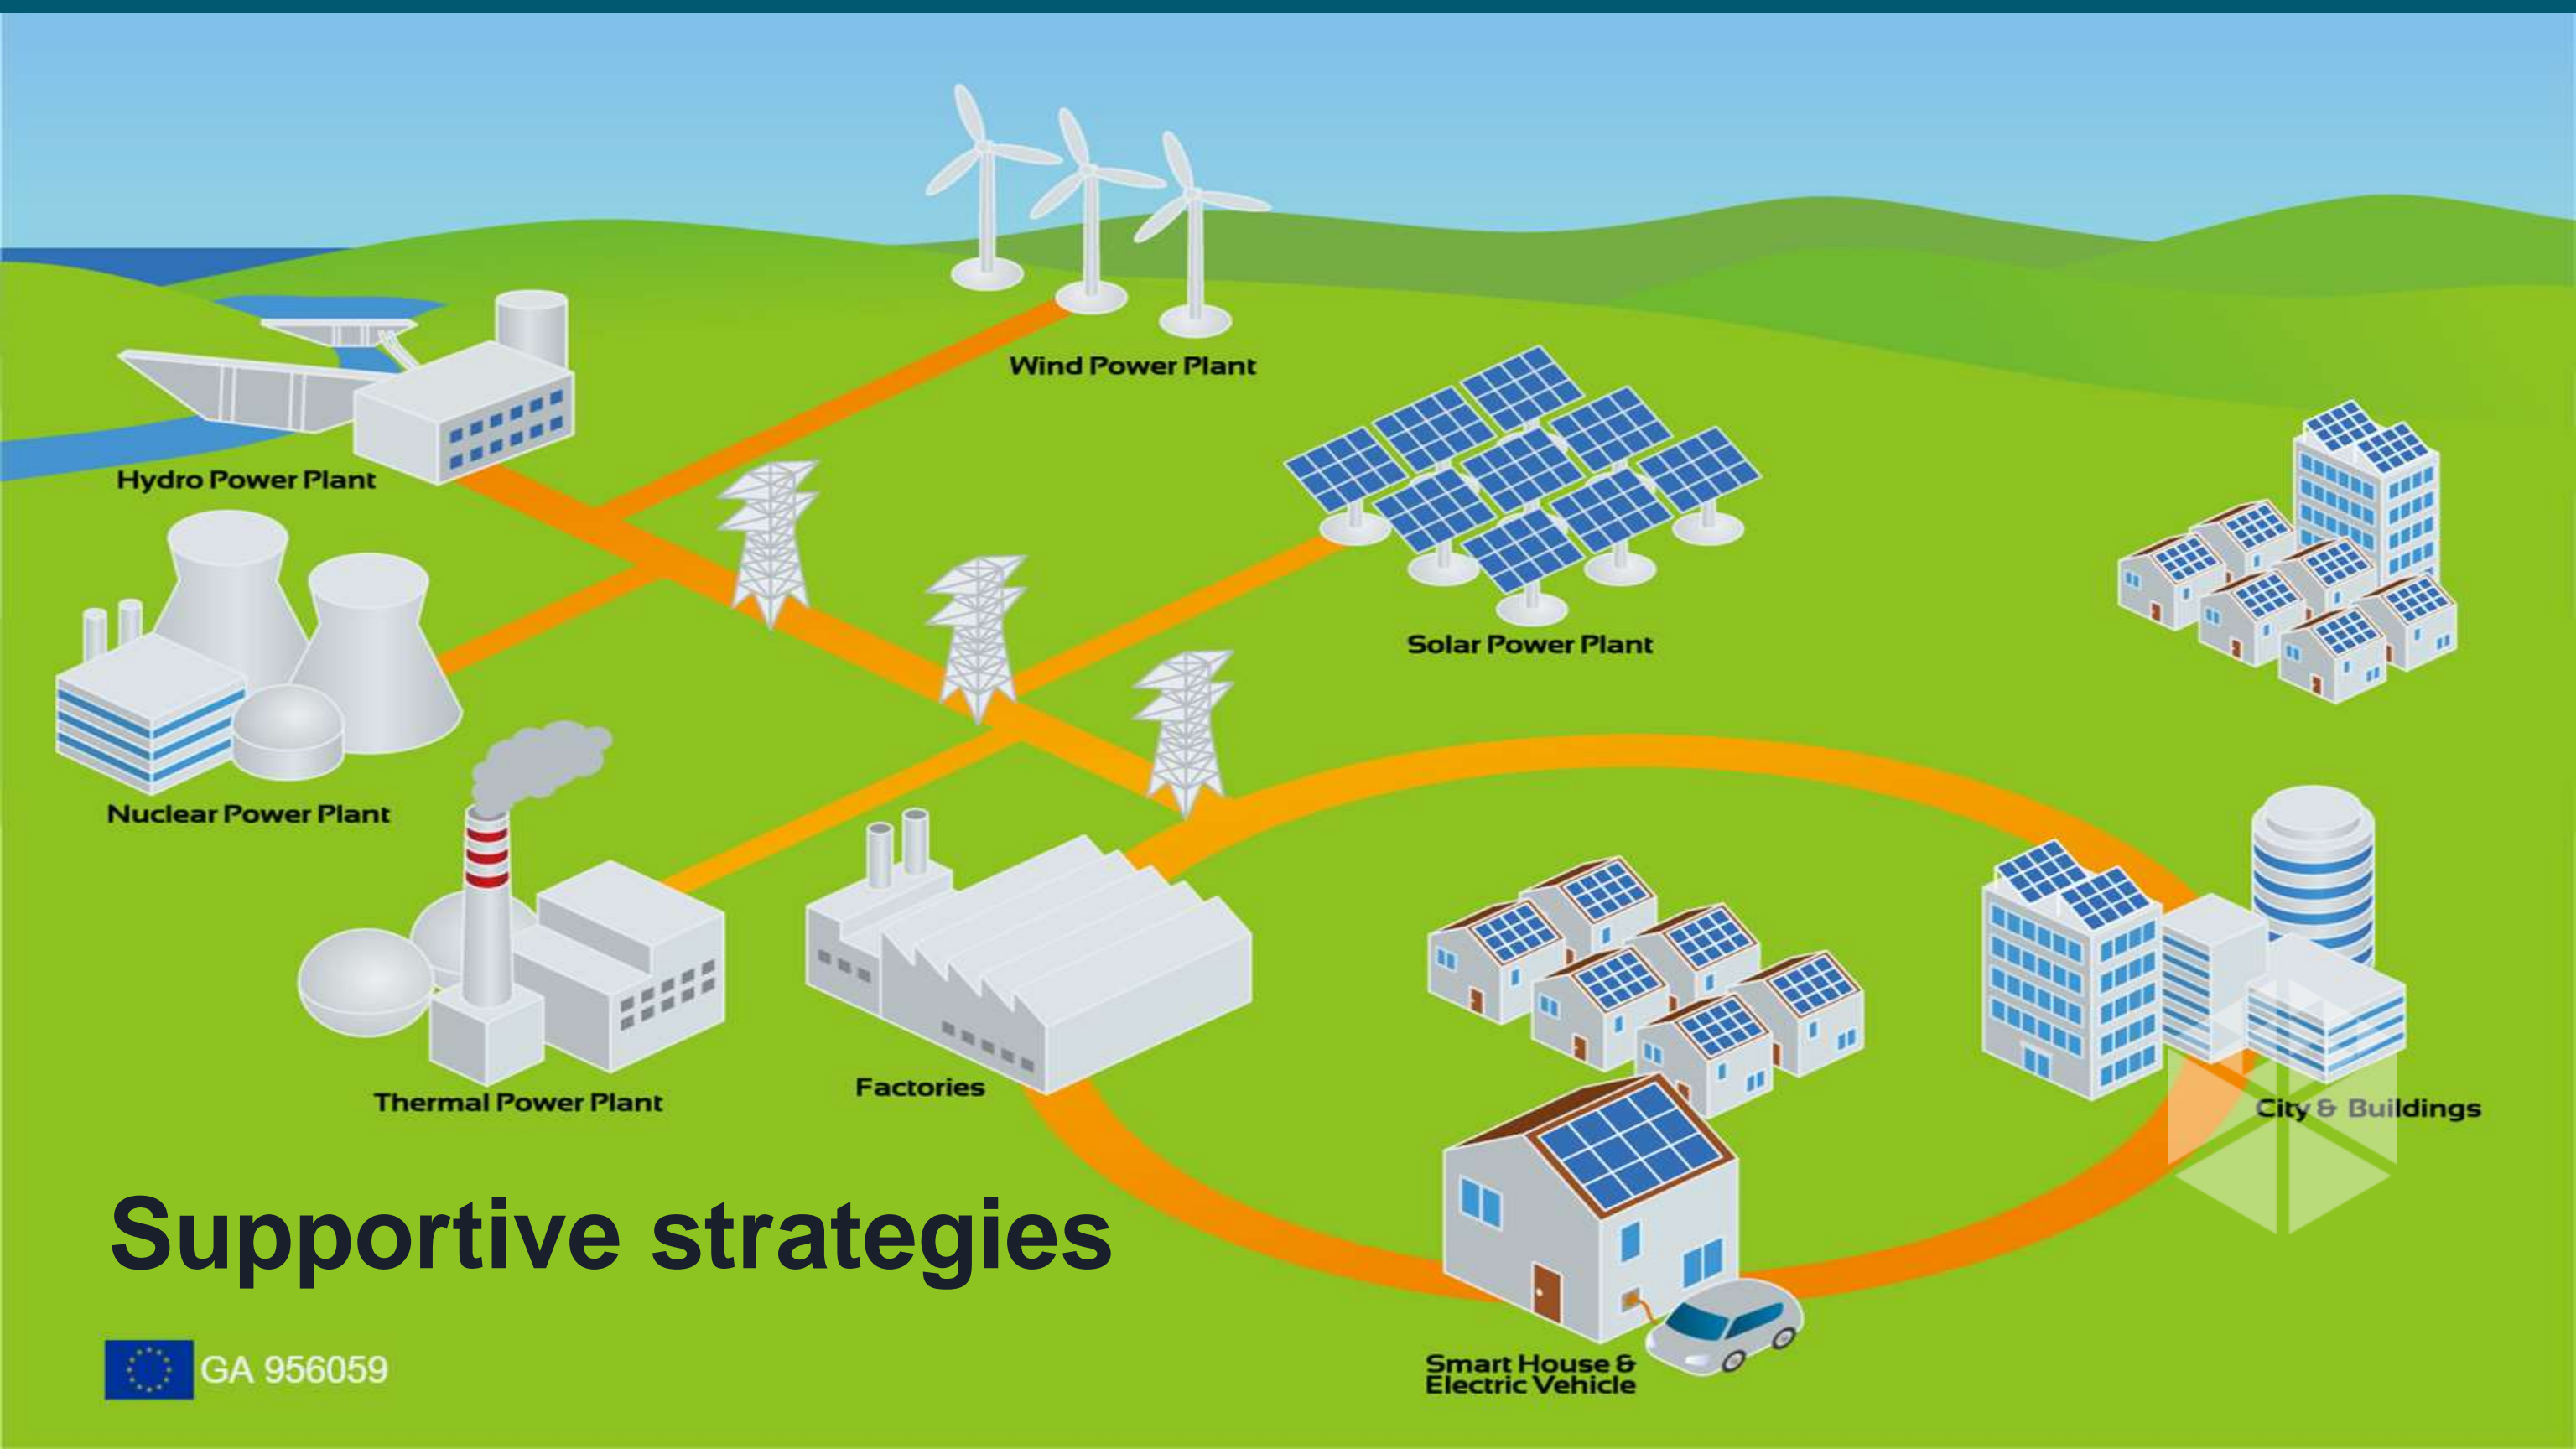 Wind Power Plant
Hydro Power Plant
Solar Power Plant
Nuclear Power Plant
Thermal Power Plant
Factories
City & Buildings
Supportive strategies
GA 956059
Smart House &
Electric Vehicle